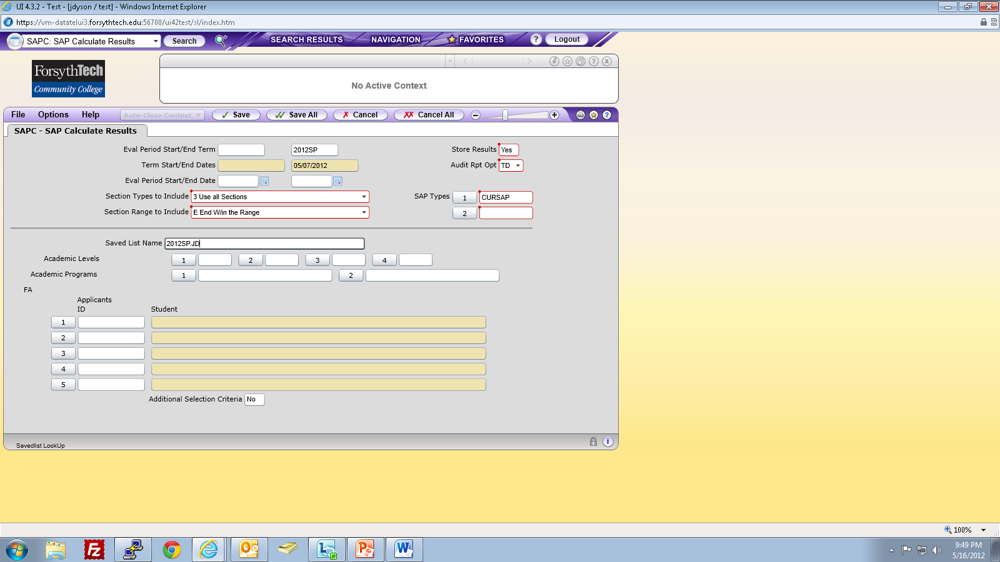 UI 4.3.2 - Test - [jdyson / test] - Windows Internet Explorer
https://vm-datatelui3.forsythtech.edu:56700/ui42test/sl/index.htm
SAPC: SAP Calculate Results Search SEARCH RESULTS NAVIGATION FAVORITES ? Logout
ForsythTech
Community College
No Active Context
File Options Help Auto-Close Context Save Save All Cancel Cancel All
SAPC - SAP Calculate Results
Eval Period Start/End Term 2012SP Store Results Yes
Term Start/End Dates 05/07/2012 Audit Rpt Opt TD
Eval Period Start/End Date
Section Types to Include 3 Use all Sections SAP Types 1 CURSAP
Section Range to Include E End W/in the Range 2
Saved List Name 2012SP.JD
Academic Levels 1 2 3 4
Academic Programs 1 2
FA
Applicants
ID Student
1
2
3
4
5
Additional Selection Criteria No
Savedlist LookUp
100%
9:49 PM
5/16/2012